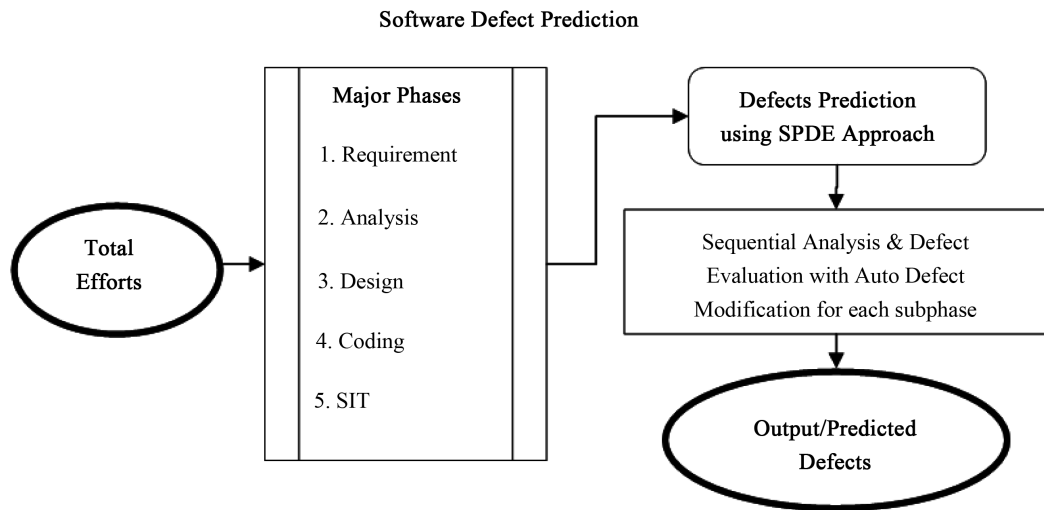 Software Defect Prediction
Total
Efforts
Major Phases
1. Requirement
2. Analysis
3. Design
4. Coding
5. SIT
Defects Prediction
using SPDE Approach
Sequential Analysis & Defect
Evaluation with Auto Defect
Modification for each subphase
Output/Predicted
Defects